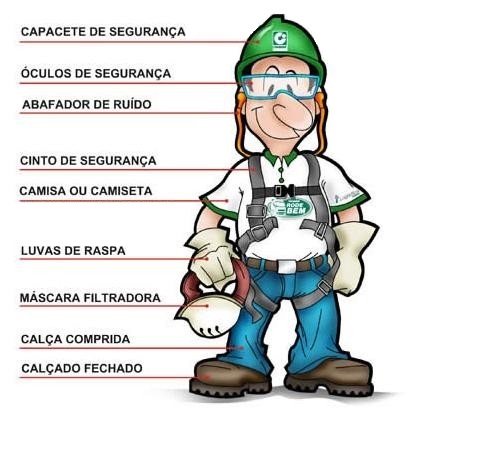 CAPACETE DE SEGURANÇA
ÓCULOS DE SEGURANÇA
ABAFADOR DE RUÍDO
CINTO DE SEGURANÇA
CAMISA OU CAMISETA
RODE
BEM
LUVAS DE RASPA
MÁSCARA FILTRADORA
CALÇA COMPRIDA
CALÇADO FECHADO